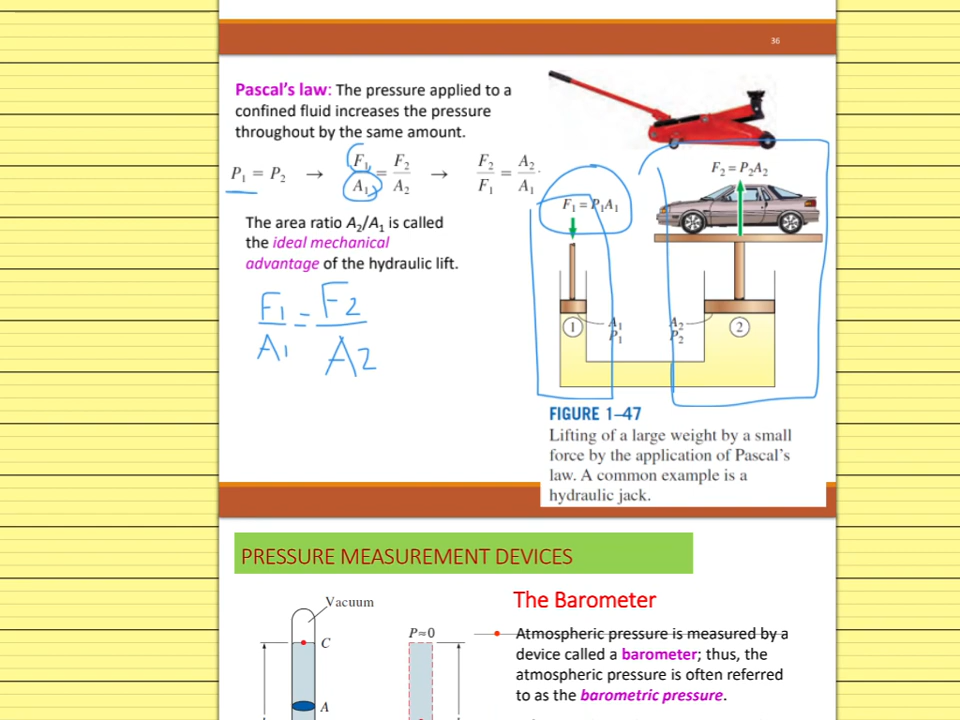 36
Pascal's law: The pressure applied to a
confined fluid increases the pressure
throughout by the same amount.
P₁ = P₂ → F₁/A₁ = F₂/A₂ → F₂/F₁ = A₂/A₁
The area ratio A₂/A₁ is called
the ideal mechanical
advantage of the hydraulic lift.
F1/A1 = F2/A2
F₂ = P₂A₂
F₁ = P₁A₁
1
A₁
P₁
A₂
P₂
2
FIGURE 1–47
Lifting of a large weight by a small
force by the application of Pascal's
law. A common example is a
hydraulic jack.
PRESSURE MEASUREMENT DEVICES
Vacuum
C
A
P≈0
The Barometer
• Atmospheric pressure is measured by a
device called a barometer; thus, the
atmospheric pressure is often referred
to as the barometric pressure.